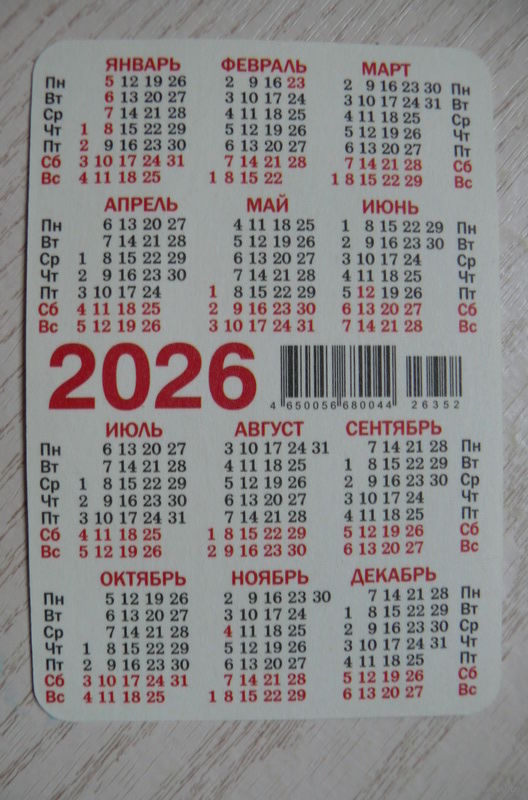 ЯНВАРЬ ФЕВРАЛЬ МАРТ
Пн 5 12 19 26 2 9 16 23 2 9 16 23 30 Пн
Вт 6 13 20 27 3 10 17 24 3 10 17 24 31 Вт
Ср 7 14 21 28 4 11 18 25 4 11 18 25 Ср
Чт 1 8 15 22 29 5 12 19 26 5 12 19 26 Чт
Пт 2 9 16 23 30 6 13 20 27 6 13 20 27 Пт
Сб 3 10 17 24 31 7 14 21 28 7 14 21 28 Сб
Вс 4 11 18 25 1 8 15 22 1 8 15 22 29 Вс
АПРЕЛЬ МАЙ ИЮНЬ
Пн 6 13 20 27 4 11 18 25 1 8 15 22 29 Пн
Вт 7 14 21 28 5 12 19 26 2 9 16 23 30 Вт
Ср 1 8 15 22 29 6 13 20 27 3 10 17 24 Ср
Чт 2 9 16 23 30 7 14 21 28 4 11 18 25 Чт
Пт 3 10 17 24 1 8 15 22 29 5 12 19 26 Пт
Сб 4 11 18 25 2 9 16 23 30 6 13 20 27 Сб
Вс 5 12 19 26 3 10 17 24 31 7 14 21 28 Вс
2026
4 650056 680044 26352
ИЮЛЬ АВГУСТ СЕНТЯБРЬ
Пн 6 13 20 27 3 10 17 24 31 7 14 21 28 Пн
Вт 7 14 21 28 4 11 18 25 1 8 15 22 29 Вт
Ср 1 8 15 22 29 5 12 19 26 2 9 16 23 30 Ср
Чт 2 9 16 23 30 6 13 20 27 3 10 17 24 Чт
Пт 3 10 17 24 31 7 14 21 28 4 11 18 25 Пт
Сб 4 11 18 25 1 8 15 22 29 5 12 19 26 Сб
Вс 5 12 19 26 2 9 16 23 30 6 13 20 27 Вс
ОКТЯБРЬ НОЯБРЬ ДЕКАБРЬ
Пн 5 12 19 26 2 9 16 23 30 7 14 21 28 Пн
Вт 6 13 20 27 3 10 17 24 1 8 15 22 29 Вт
Ср 7 14 21 28 4 11 18 25 2 9 16 23 30 Ср
Чт 1 8 15 22 29 5 12 19 26 3 10 17 24 31 Чт
Пт 2 9 16 23 30 6 13 20 27 4 11 18 25 Пт
Сб 3 10 17 24 31 7 14 21 28 5 12 19 26 Сб
Вс 4 11 18 25 1 8 15 22 29 6 13 20 27 Вс